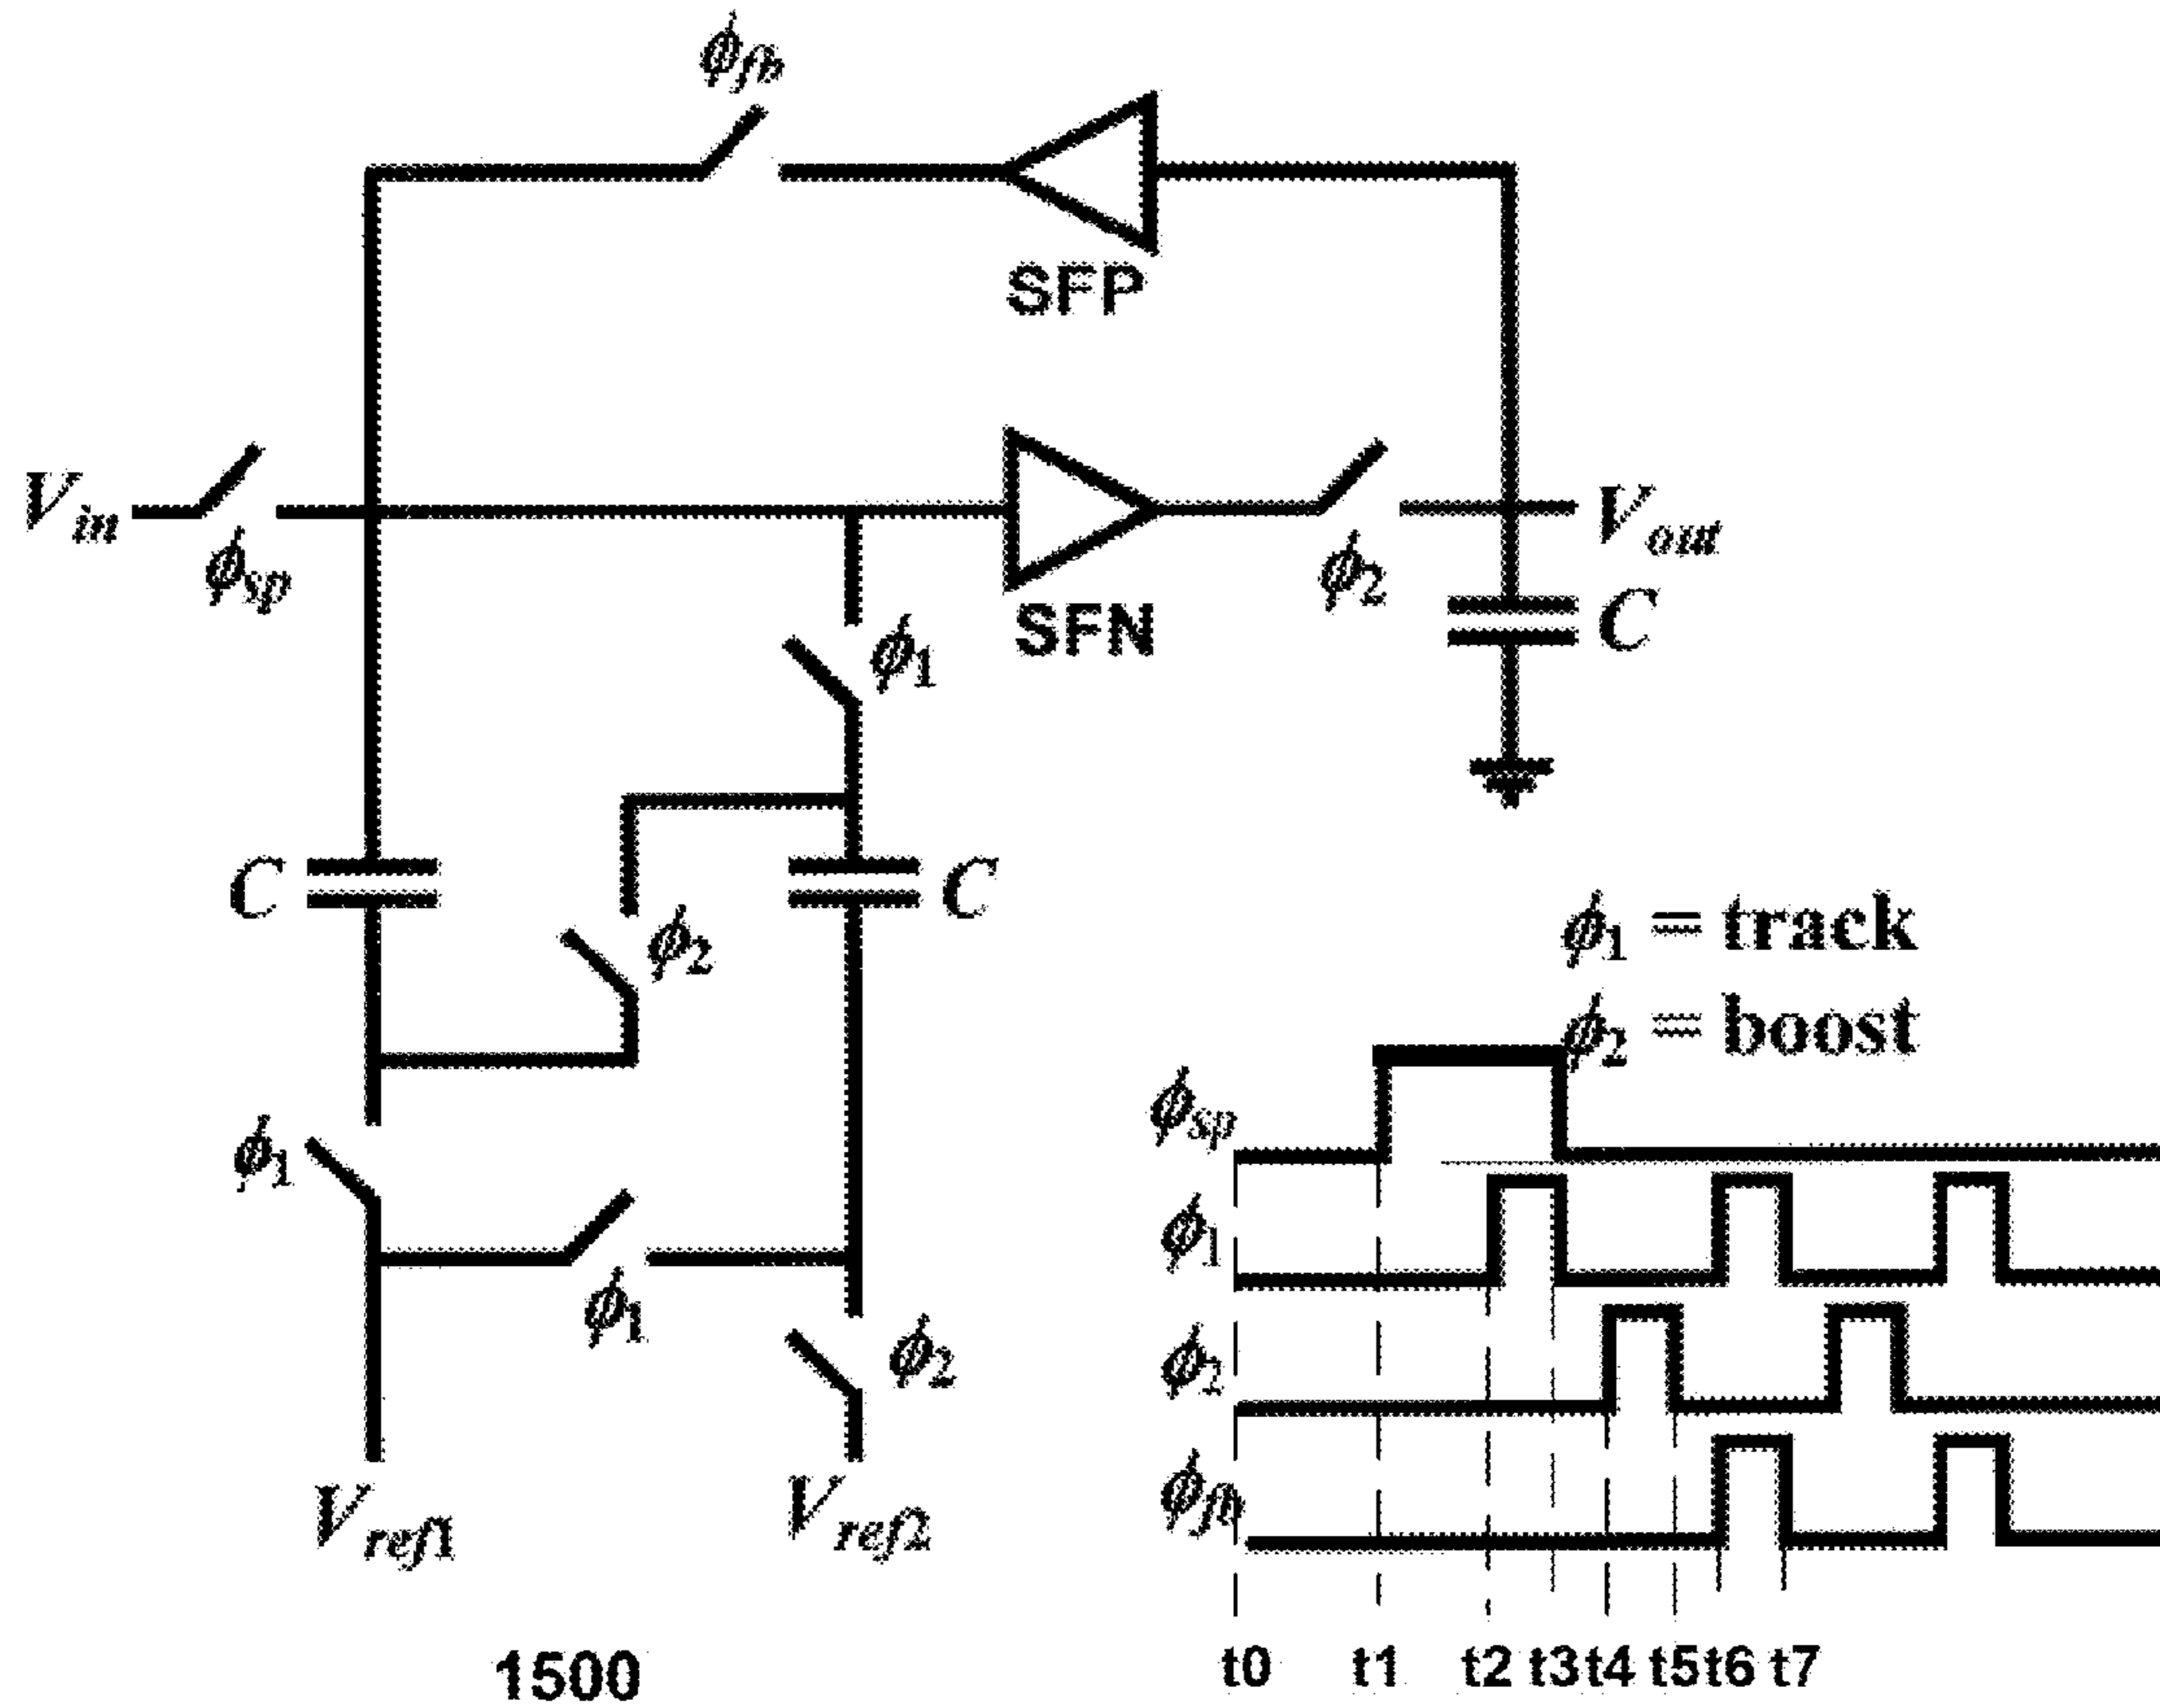 ϕfb
SFP
Vin
ϕsp
SFN
ϕ2
Vout
C
ϕ1
C
C
ϕ2
ϕ1 = track
ϕ2 = boost
ϕ1
ϕ1
ϕ2
Vref1
Vref2
ϕsp
ϕ1
ϕ2
ϕfb
t0 t1 t2 t3 t4 t5 t6 t7
1500